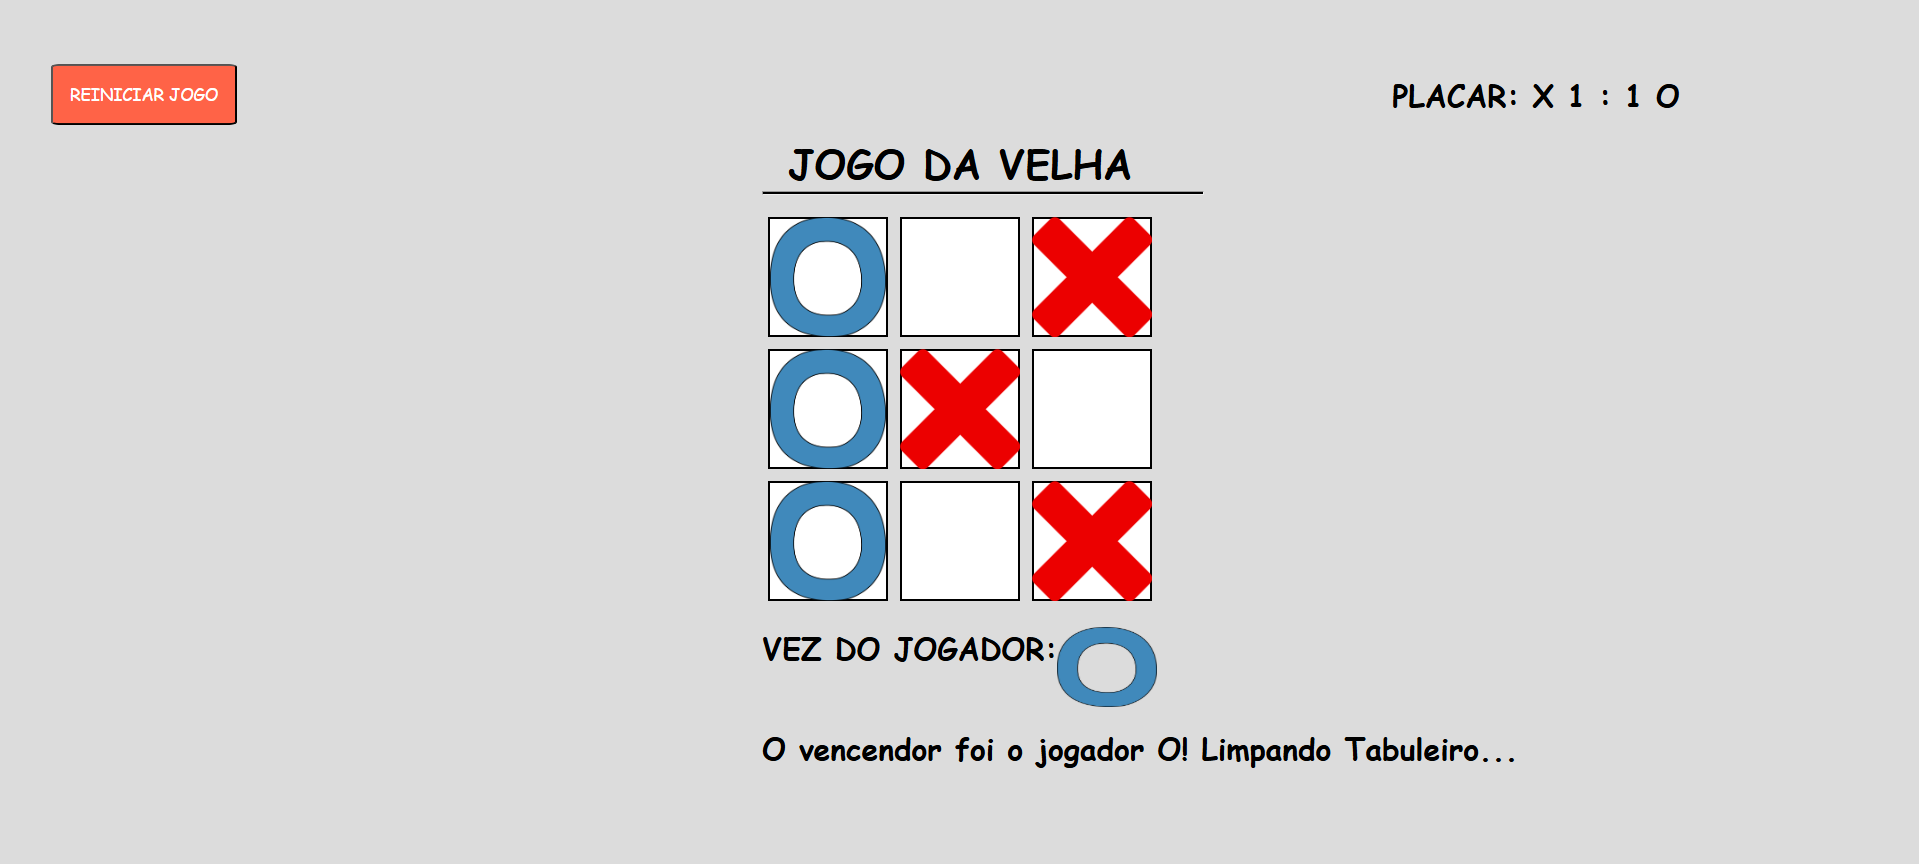 REINICIAR JOGO
PLACAR: X 1 : 1 O
JOGO DA VELHA
O X
O X
O X
VEZ DO JOGADOR: O
O vencendor foi o jogador O! Limpando Tabuleiro...